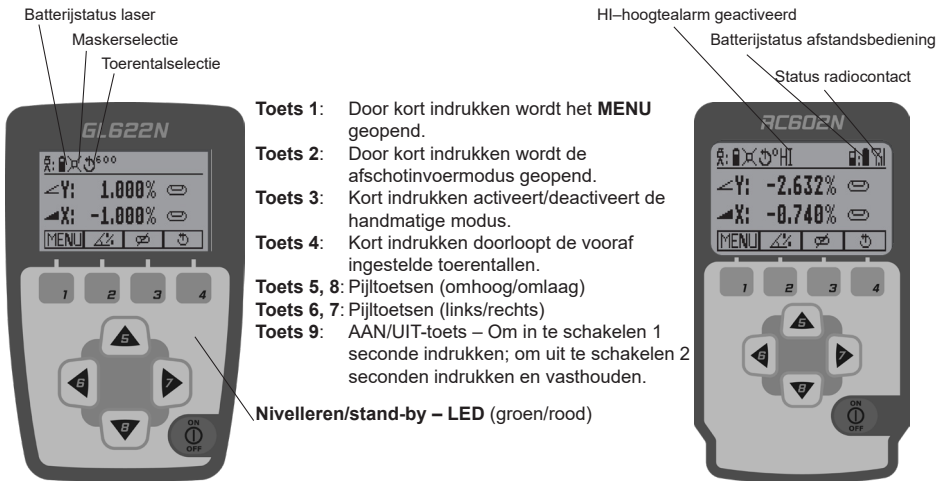 Batterijstatus laser
Maskerselectie
Toerentalselectie
HI–hoogtealarm geactiveerd
Batterijstatus afstandsbediening
Status radiocontact
GL622N
600
Y: 1.000%
X: -1.000%
MENU
1 2 3 4
5
6 7
8
ON
OFF
Toets 1: Door kort indrukken wordt het MENU
geopend.
Toets 2: Door kort indrukken wordt de
afschotinvoermodus geopend.
Toets 3: Kort indrukken activeert/deactiveert de
handmatige modus.
Toets 4: Kort indrukken doorloopt de vooraf
ingestelde toerentallen.
Toets 5, 8: Pijltoetsen (omhoog/omlaag)
Toets 6, 7: Pijltoetsen (links/rechts)
Toets 9: AAN/UIT-toets – Om in te schakelen 1
seconde indrukken; om uit te schakelen 2
seconden indrukken en vasthouden.
Nivelleren/stand-by – LED (groen/rood)
RC602N
0HI
Y: -2.632%
X: -0.740%
MENU
1 2 3 4
5
6 7
8
ON
OFF